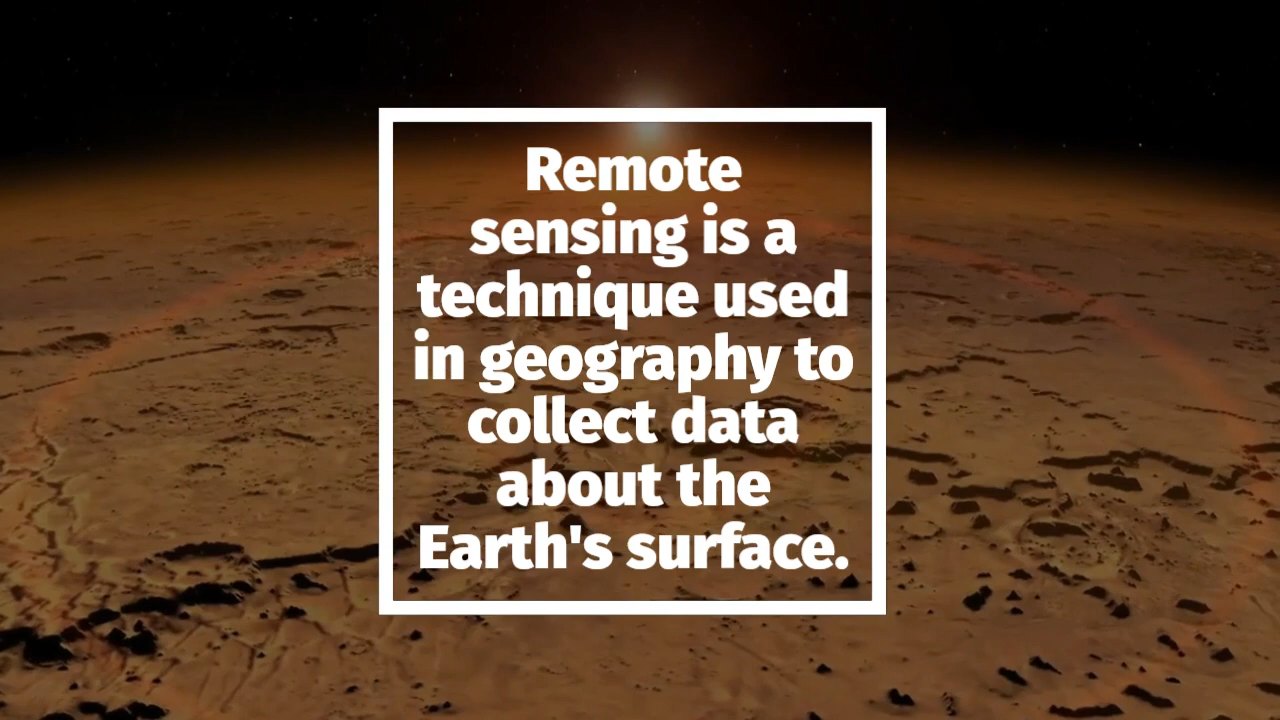 Remote
sensing is a
technique used
in geography to
collect data
about the
Earth's surface.